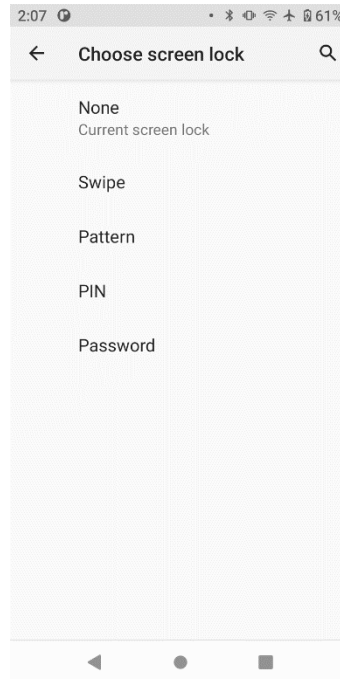 2:07 61%
Choose screen lock
None
Current screen lock
Swipe
Pattern
PIN
Password